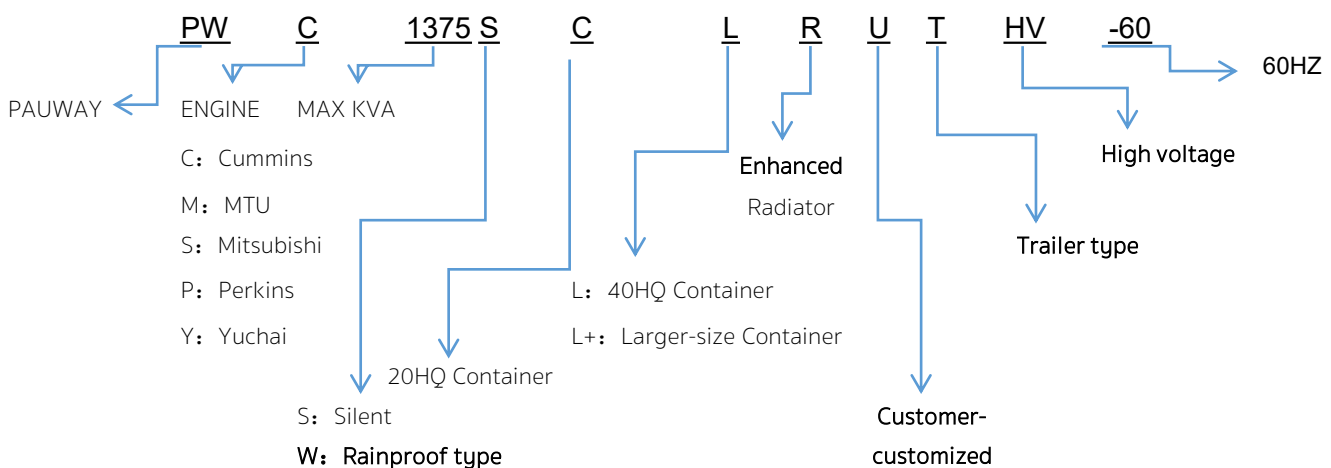 PW C 1375 S C L R U T HV -60
60HZ
PAUWAY ENGINE MAX KVA
C：Cummins
M：MTU
S：Mitsubishi
P：Perkins
Y：Yuchai
Enhanced
Radiator
High voltage
Trailer type
L：40HQ Container
L+：Larger-size Container
20HQ Container
S：Silent
W：Rainproof type
Customer-
customized